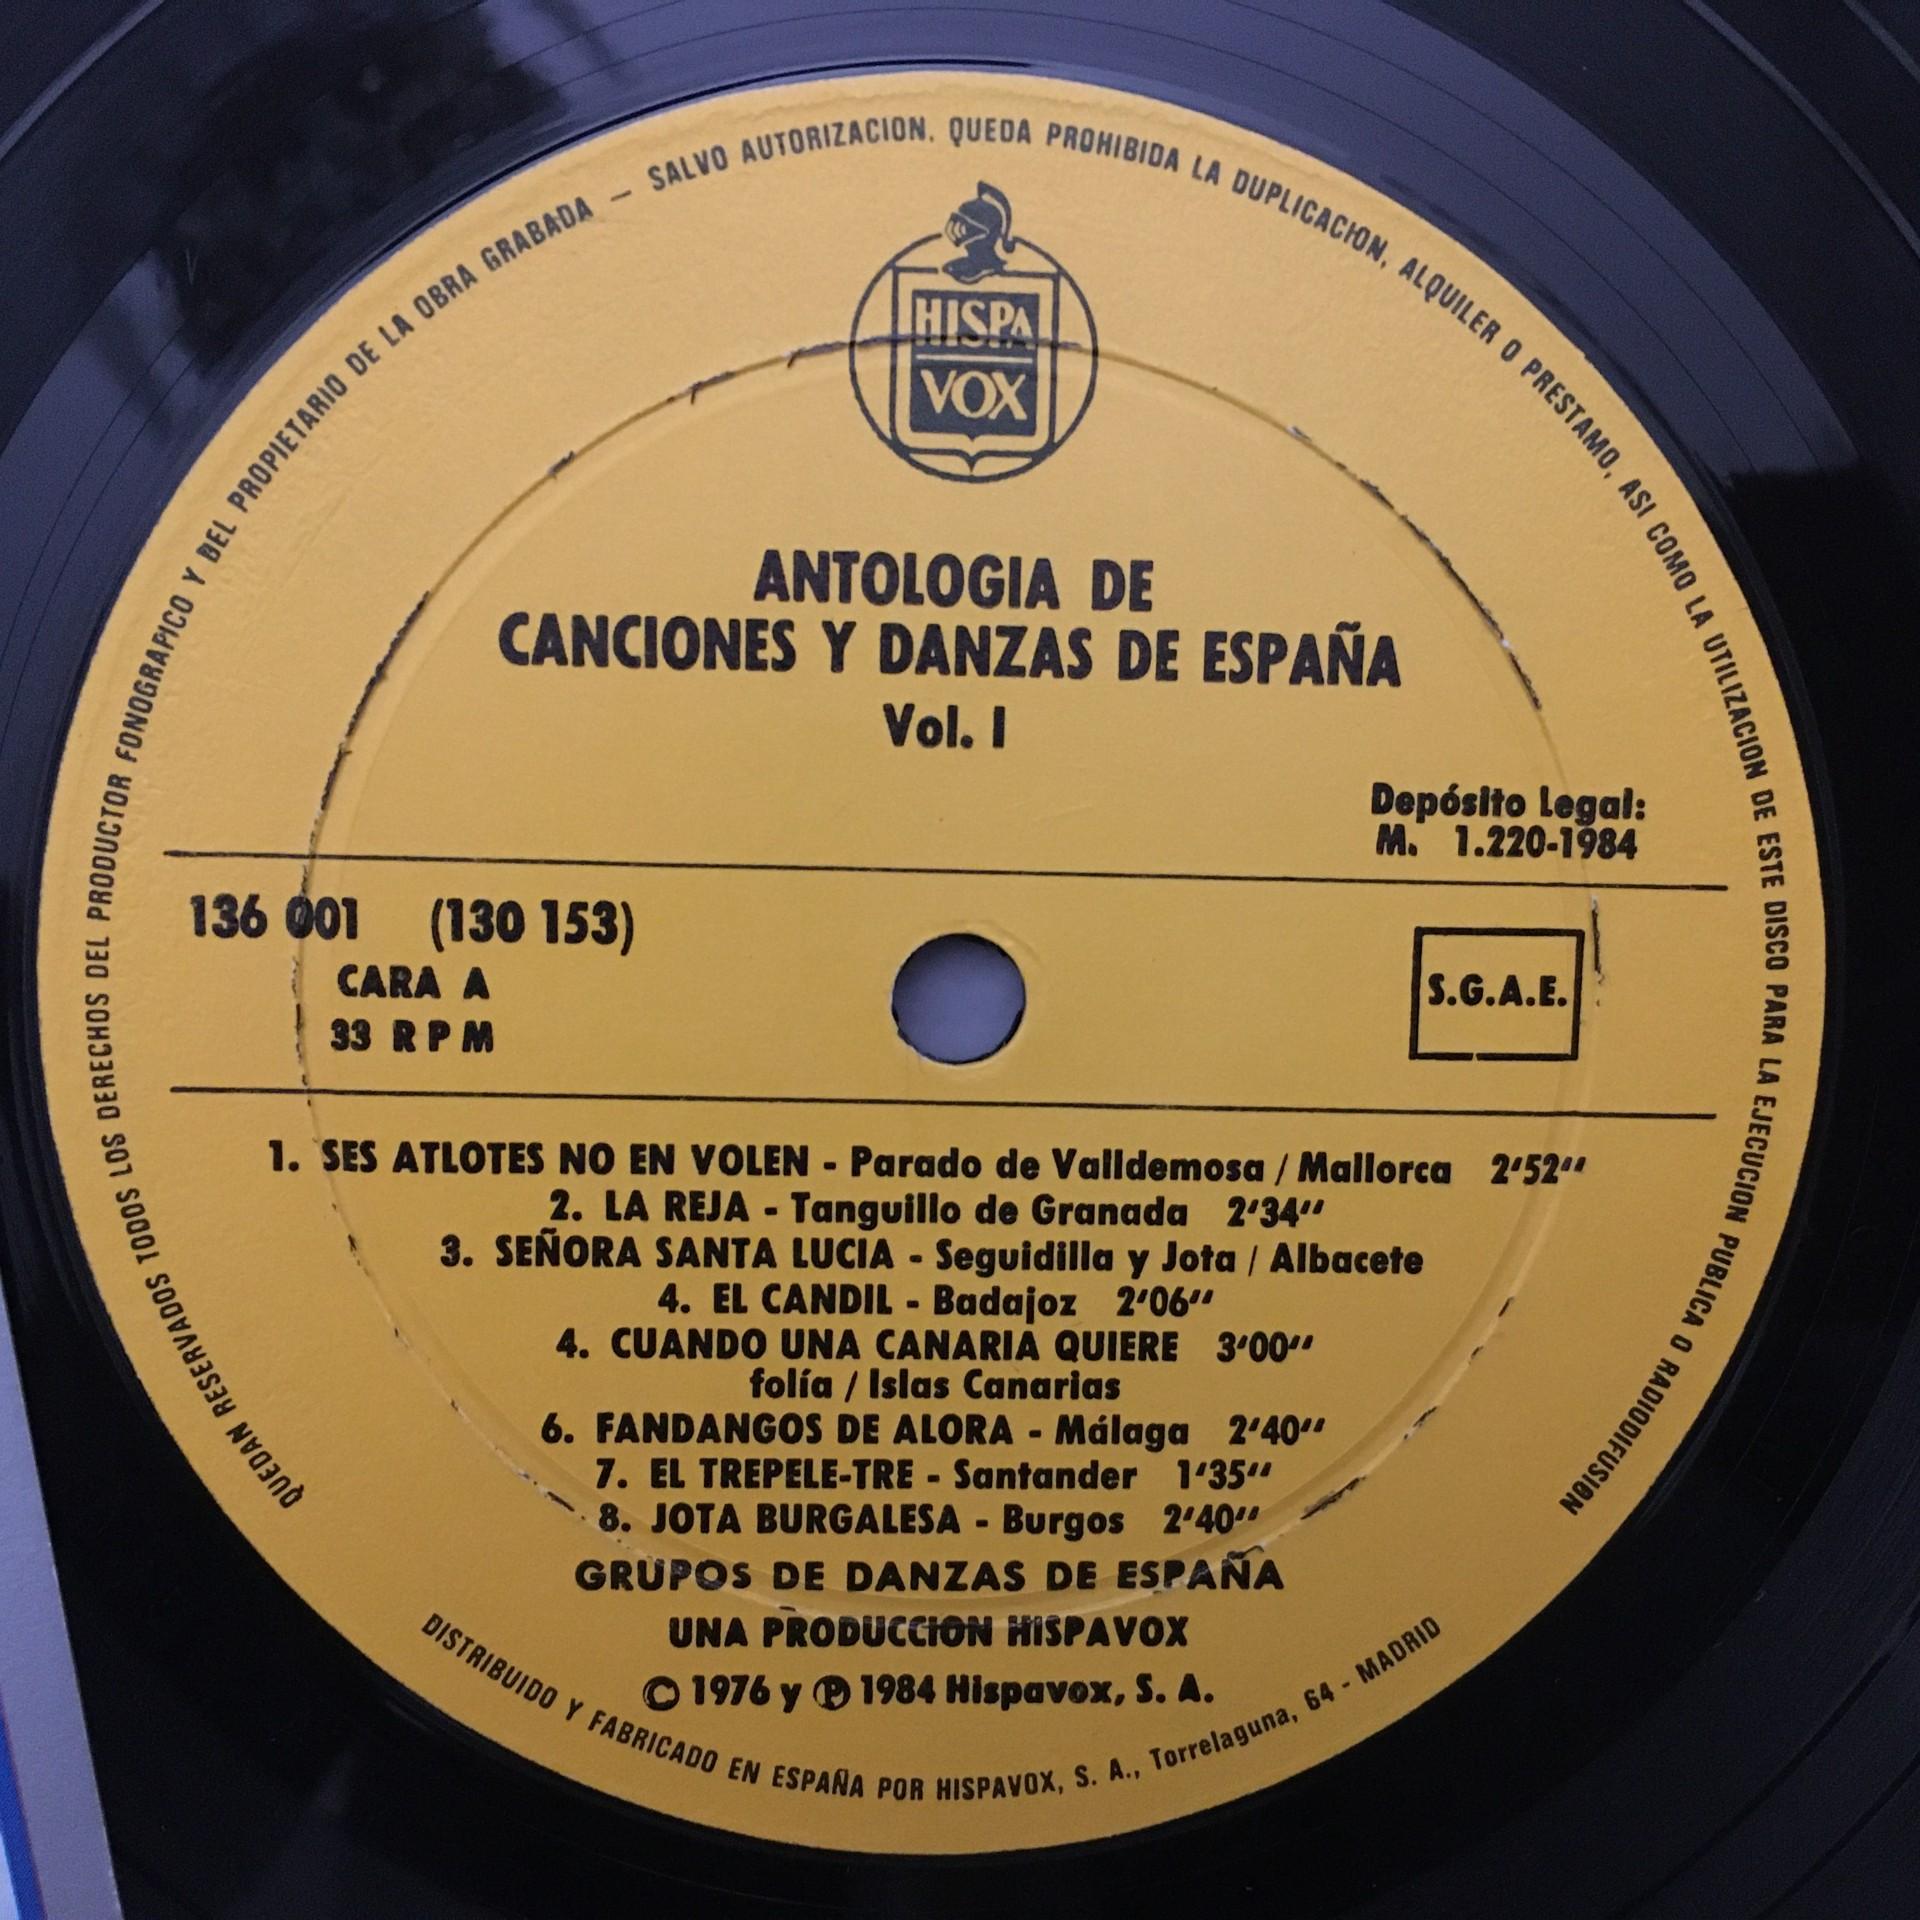 QUEDAN RESERVADOS TODOS LOS DERECHOS DEL PRODUCTOR FONOGRAPICO Y DEL PROPIETARIO DE LA OBRA GRABADA — SALVO AUTORIZACION. QUEDA PROHIBIDA LA DUPLICACION, ALQUILER O PRESTAMO, ASI COMO LA UTILIZACION DE ESTE DISCO PARA LA EJECUCION PUBLICA O RADIODIFUSION
HISPA
VOX
ANTOLOGIA DE
CANCIONES Y DANZAS DE ESPAÑA
Vol. I
Depósito Legal:
M. 1.220-1984
136 001 (130 153)
CARA A
33 RPM
S.G.A.E.
1. SES ATLOTES NO EN VOLEN - Parado de Valldemosa / Mallorca 2'52''
2. LA REJA - Tanguillo de Granada 2'34''
3. SEÑORA SANTA LUCIA - Seguidilla y Jota / Albacete
4. EL CANDIL - Badajoz 2'06''
4. CUANDO UNA CANARIA QUIERE 3'00''
folía / Islas Canarias
6. FANDANGOS DE ALORA - Málaga 2'40''
7. EL TREPELE-TRE - Santander 1'35''
8. JOTA BURGALESA - Burgos 2'40''
GRUPOS DE DANZAS DE ESPAÑA
UNA PRODUCCION HISPAVOX
© 1976 y ℗ 1984 Hispavox, S. A.
DISTRIBUIDO Y FABRICADO EN ESPAÑA POR HISPAVOX, S. A., Torrelaguna, 64 - MADRID